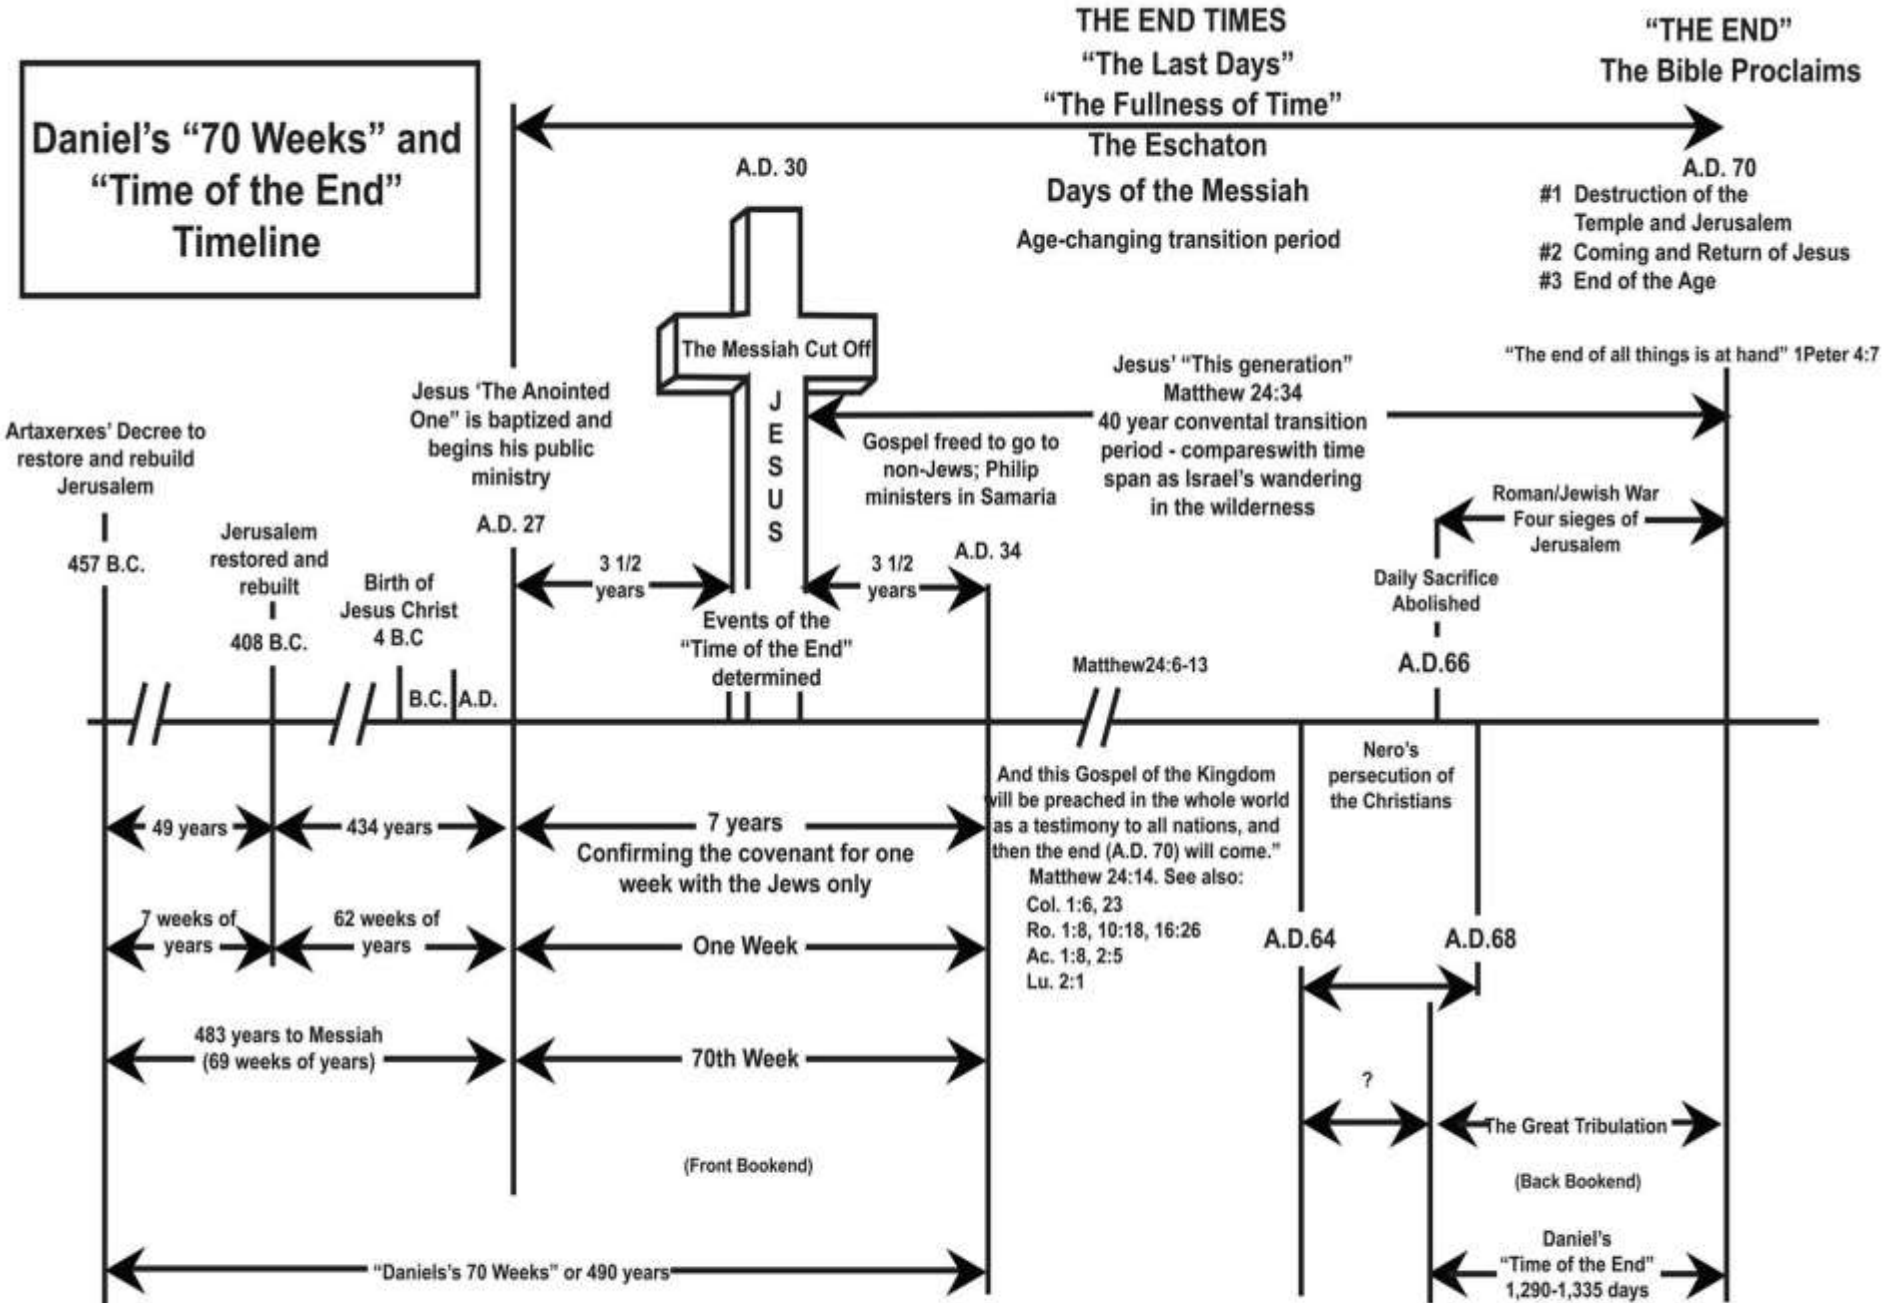 THE END TIMES
"The Last Days"
"The Fullness of Time"
The Eschaton
Days of the Messiah
Age-changing transition period
"THE END"
The Bible Proclaims
A.D. 70
#1 Destruction of the
Temple and Jerusalem
#2 Coming and Return of Jesus
#3 End of the Age
Daniel's "70 Weeks" and
"Time of the End"
Timeline
A.D. 30
The Messiah Cut Off
JESUS
"The end of all things is at hand" 1Peter 4:7
Jesus' "This generation"
Matthew 24:34
40 year convental transition
period - compareswith time
span as Israel's wandering
in the wilderness
Jesus 'The Anointed
One" is baptized and
begins his public
ministry
A.D. 27
Artaxerxes' Decree to
restore and rebuild
Jerusalem
457 B.C.
Jerusalem
restored and
rebuilt
408 B.C.
Birth of
Jesus Christ
4 B.C
B.C. A.D.
3 1/2
years
Gospel freed to go to
non-Jews; Philip
ministers in Samaria
3 1/2
years
A.D. 34
Events of the
"Time of the End"
determined
Roman/Jewish War
Four sieges of
Jerusalem
Daily Sacrifice
Abolished
A.D.66
Matthew24:6-13
49 years
434 years
7 years
Confirming the covenant for one
week with the Jews only
And this Gospel of the Kingdom
will be preached in the whole world
as a testimony to all nations, and
then the end (A.D. 70) will come."
Matthew 24:14. See also:
Col. 1:6, 23
Ro. 1:8, 10:18, 16:26
Ac. 1:8, 2:5
Lu. 2:1
Nero's
persecution of
the Christians
A.D.64
A.D.68
7 weeks of
years
62 weeks of
years
One Week
483 years to Messiah
(69 weeks of years)
70th Week
?
The Great Tribulation
(Front Bookend)
(Back Bookend)
"Daniels's 70 Weeks" or 490 years
Daniel's
"Time of the End"
1,290-1,335 days